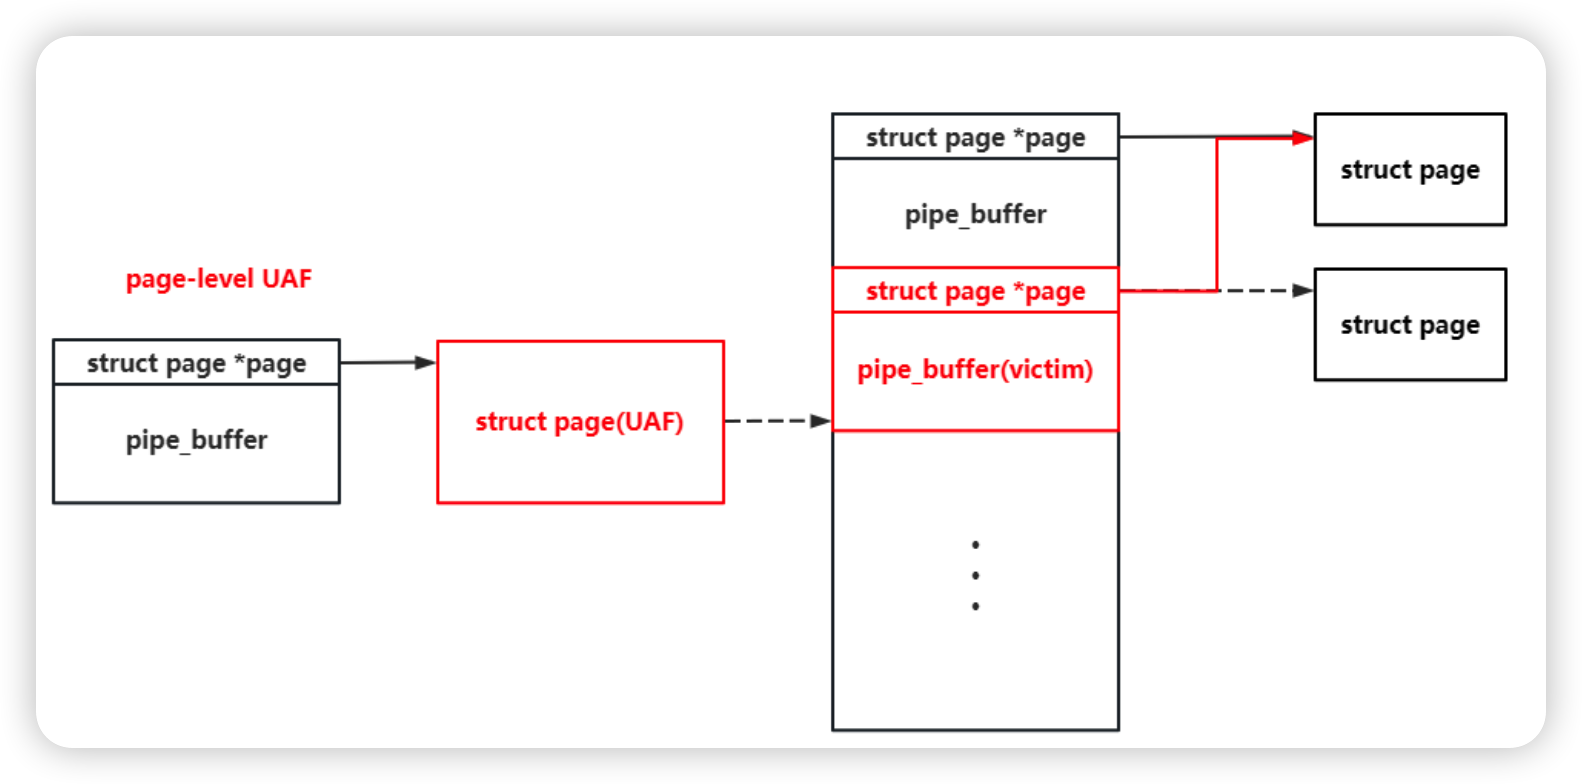 page-level UAF
struct page *page
pipe_buffer
struct page(UAF)
struct page *page
pipe_buffer
struct page *page
pipe_buffer(victim)
struct page
struct page